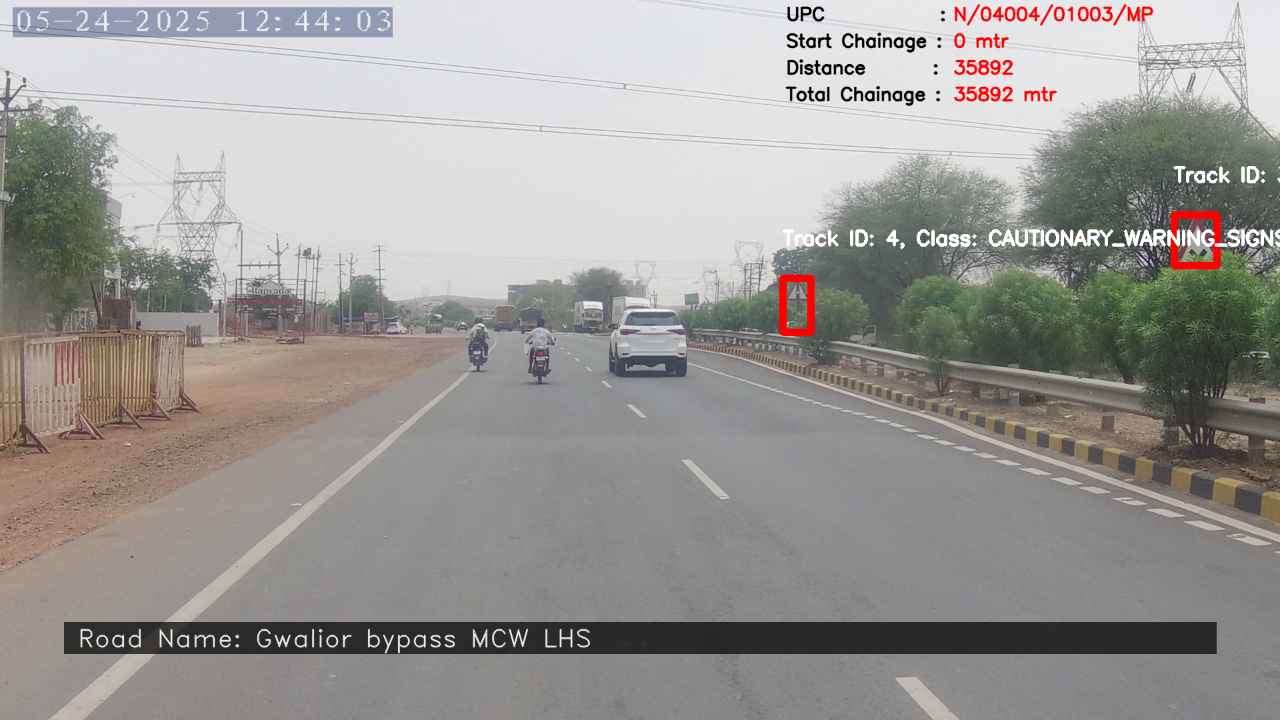 05-24-2025 12:44:03
UPC : N/04004/01003/MP
Start Chainage : 0 mtr
Distance : 35892
Total Chainage : 35892 mtr
Track ID:
Track ID: 4, Class: CAUTIONARY_WARNING_SIGNS
Road Name: Gwalior bypass MCW LHS